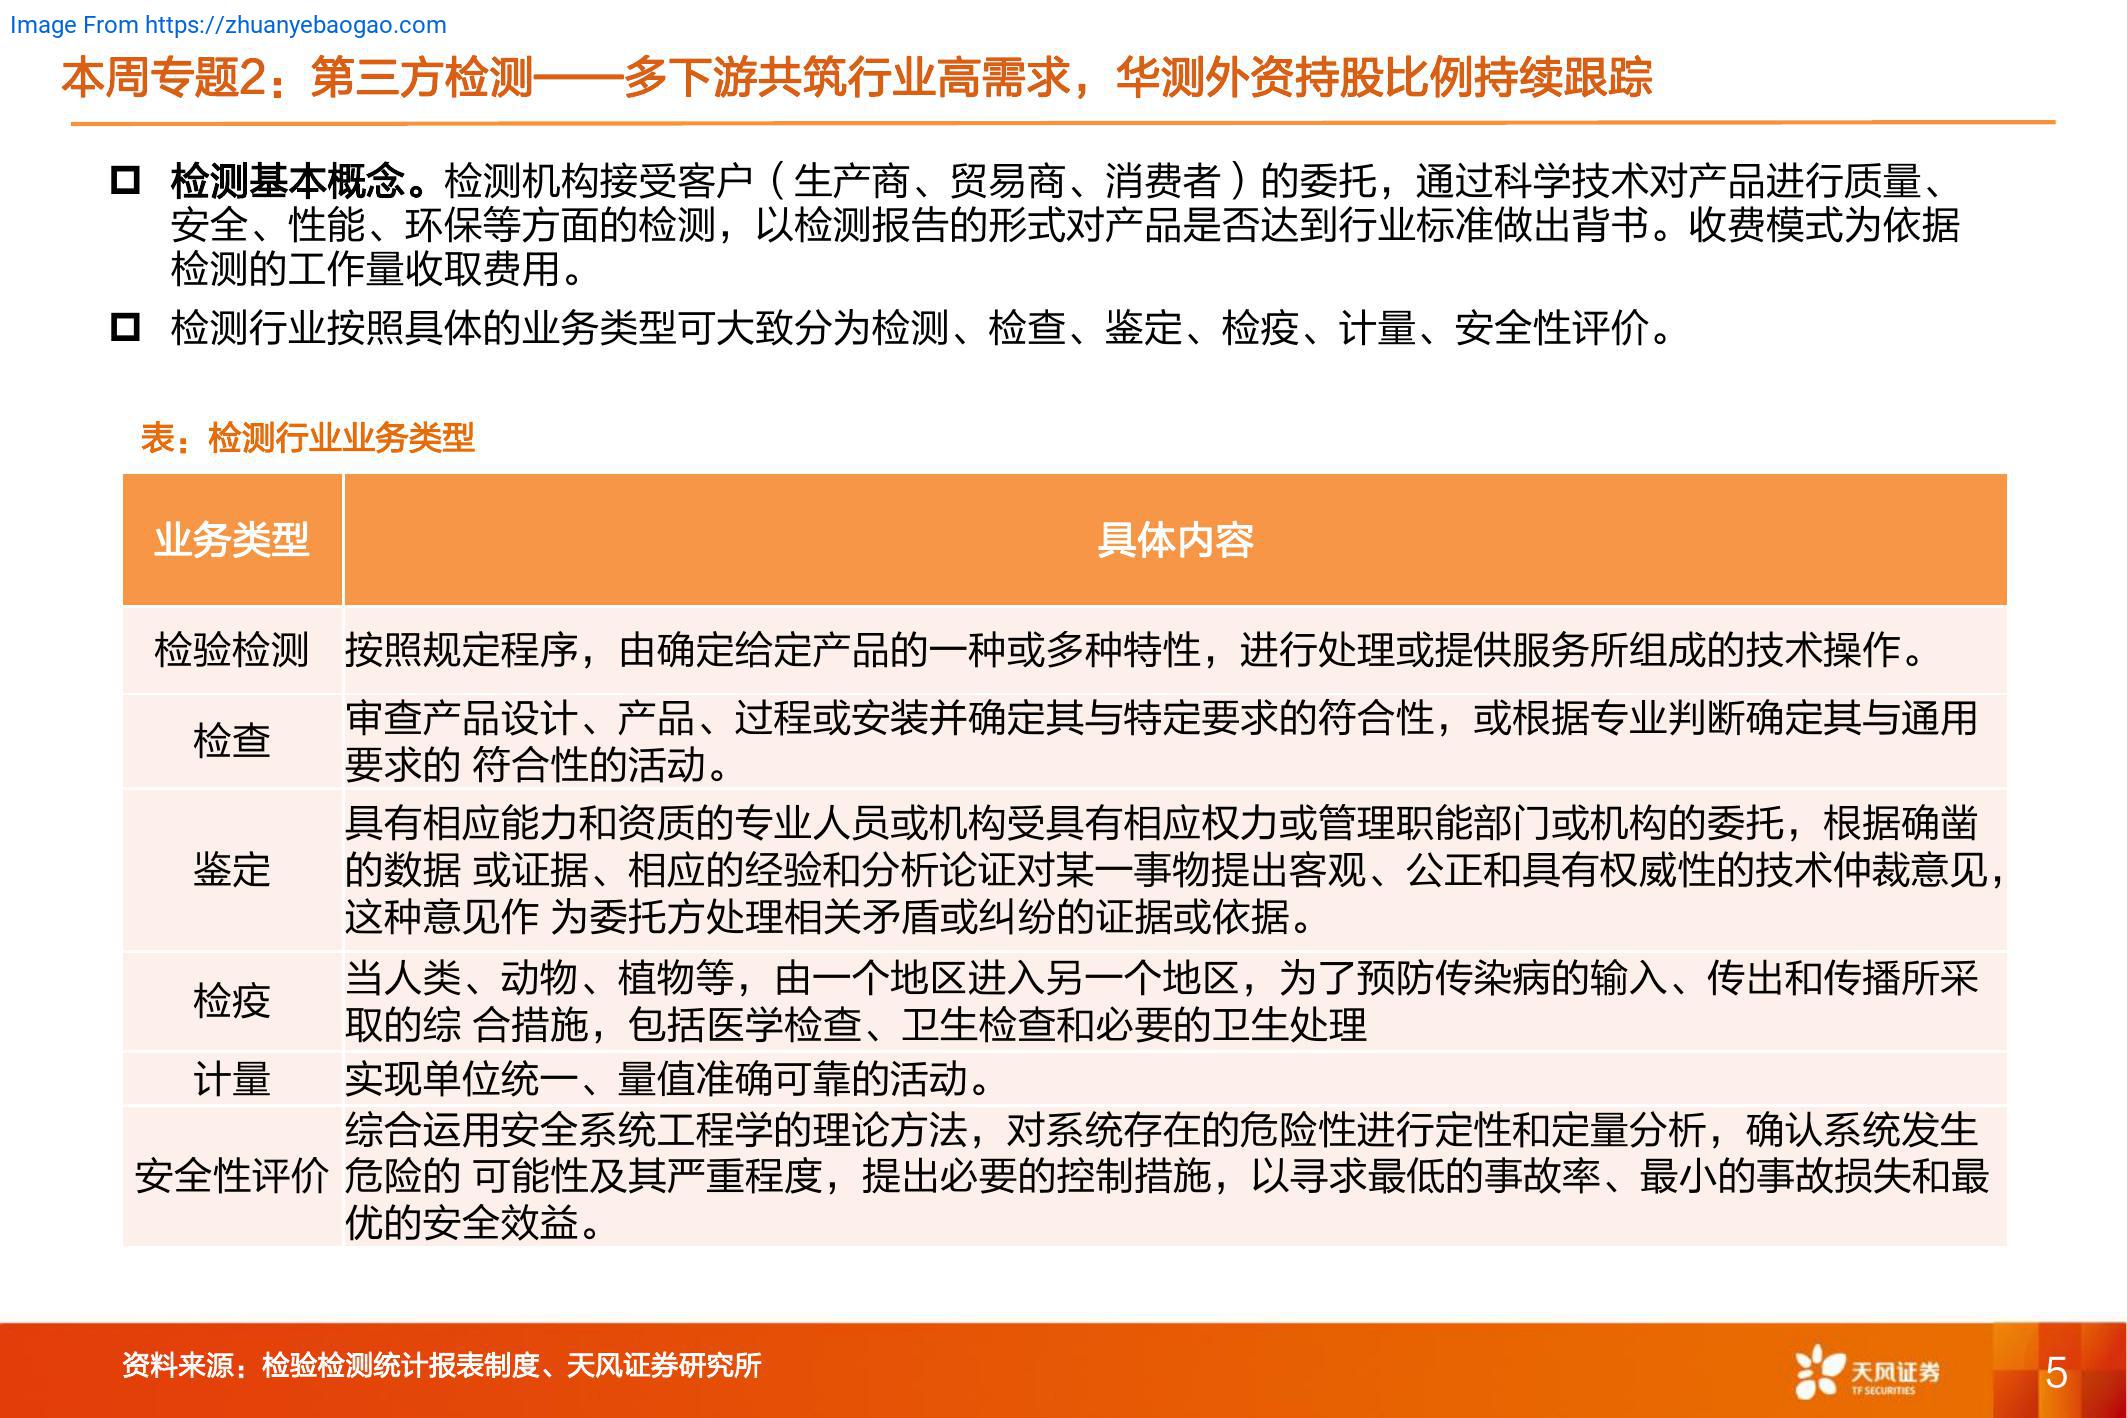 Image From https://zhuanyebaogao.com
本周专题2：第三方检测——多下游共筑行业高需求，华测外资持股比例持续跟踪
检测基本概念。检测机构接受客户（生产商、贸易商、消费者）的委托，通过科学技术对产品进行质量、
安全、性能、环保等方面的检测，以检测报告的形式对产品是否达到行业标准做出背书。收费模式为依据
检测的工作量收取费用。
检测行业按照具体的业务类型可大致分为检测、检查、鉴定、检疫、计量、安全性评价。
表：检测行业业务类型
业务类型 具体内容
检验检测 按照规定程序，由确定给定产品的一种或多种特性，进行处理或提供服务所组成的技术操作。
检查 审查产品设计、产品、过程或安装并确定其与特定要求的符合性，或根据专业判断确定其与通用
要求的 符合性的活动。
鉴定 具有相应能力和资质的专业人员或机构受具有相应权力或管理职能部门或机构的委托，根据确凿
的数据 或证据、相应的经验和分析论证对某一事物提出客观、公正和具有权威性的技术仲裁意见，
这种意见作 为委托方处理相关矛盾或纠纷的证据或依据。
检疫 当人类、动物、植物等，由一个地区进入另一个地区，为了预防传染病的输入、传出和传播所采
取的综 合措施，包括医学检查、卫生检查和必要的卫生处理
计量 实现单位统一、量值准确可靠的活动。
安全性评价 综合运用安全系统工程学的理论方法，对系统存在的危险性进行定性和定量分析，确认系统发生
危险的 可能性及其严重程度，提出必要的控制措施，以寻求最低的事故率、最小的事故损失和最
优的安全效益。
资料来源：检验检测统计报表制度、天风证券研究所
天风证券
TF SECURITIES
5